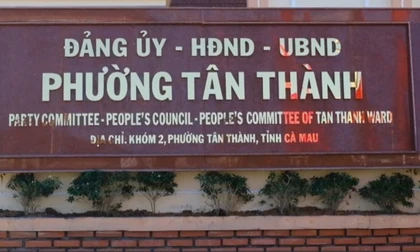 ĐẢNG ỦY - HĐND - UBND
PHƯỜNG TÂN THÀNH
PARTY COMMITTEE - PEOPLE'S COUNCIL - PEOPLE'S COMMITTEE OF TAN THANH WARD
ĐỊA CHỈ. KHÓM 2, PHƯỜNG TÂN THÀNH, TỈNH CÀ MAU